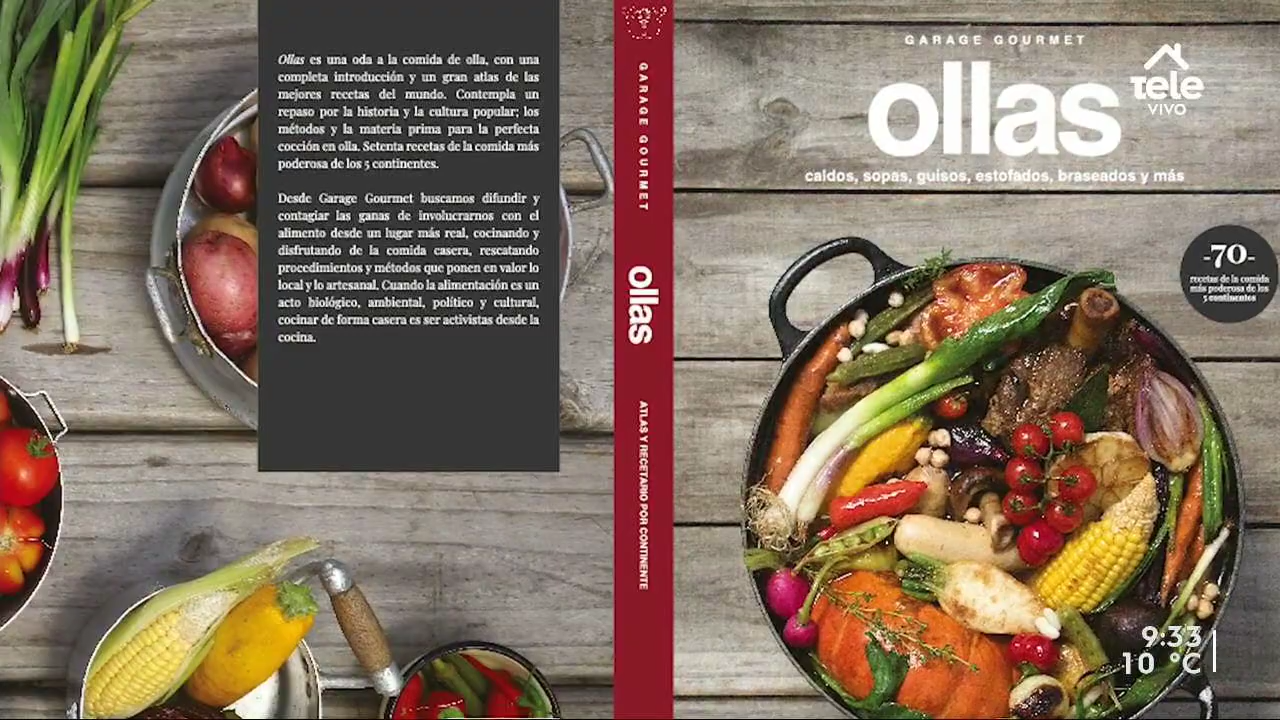 Ollas es una oda a la comida de olla, con una
completa introducción y un gran atlas de las
mejores recetas del mundo. Contempla un
repaso por la historia y la cultura popular; los
métodos y la materia prima para la perfecta
cocción en olla. Setenta recetas de la comida más
poderosa de los 5 continentes.
Desde Garage Gourmet buscamos difundir y
contagiar las ganas de involucrarnos con el
alimento desde un lugar más real, cocinando y
disfrutando de la comida casera, rescatando
procedimientos y métodos que ponen en valor lo
local y lo artesanal. Cuando la alimentación es un
acto biológico, ambiental, político y cultural,
cocinar de forma casera es ser activistas desde la
cocina.
GARAGE GOURMET
ollas
ATLAS Y RECETARIO POR CONTINENTE
GARAGE GOURMET
ollas
caldos, sopas, guisos, estofados, braseados y más
-70-
recetas de la comida
más poderosa de los
5 continentes
tele
VIVO
9:33
10 °C